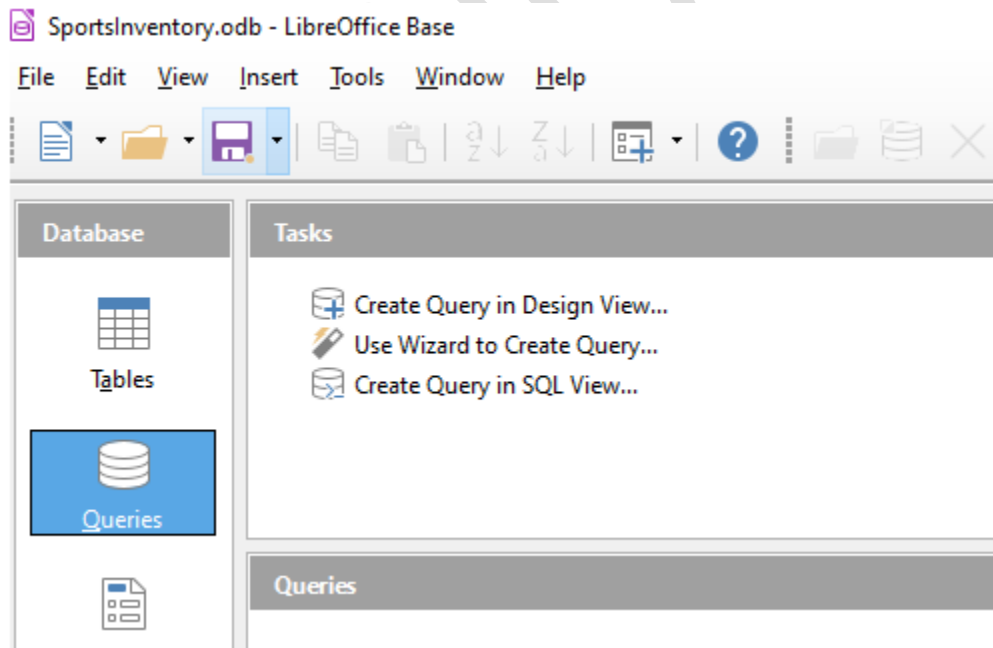 SportsInventory.odb - LibreOffice Base
File Edit View Insert Tools Window Help
Database
Tables
Queries
Tasks
Create Query in Design View...
Use Wizard to Create Query...
Create Query in SQL View...
Queries